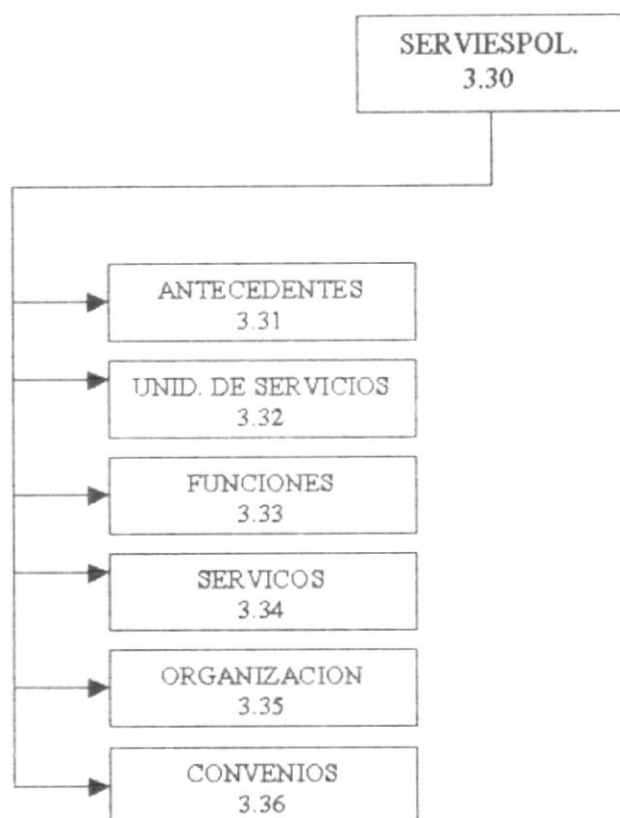 SERVIESPOL.
3.30
ANTECEDENTES
3.31
UNID. DE SERVICIOS
3.32
FUNCIONES
3.33
SERVICOS
3.34
ORGANIZACION
3.35
CONVENIOS
3.36